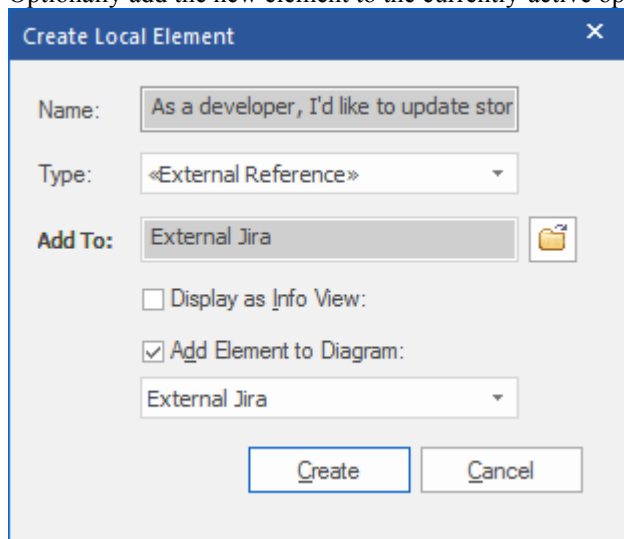 Optionally add the new element to the currently active op
Create Local Element
Name: As a developer, I'd like to update stor
Type: «External Reference»
Add To: External Jira
Display as Info View:
Add Element to Diagram:
External Jira
Create Cancel